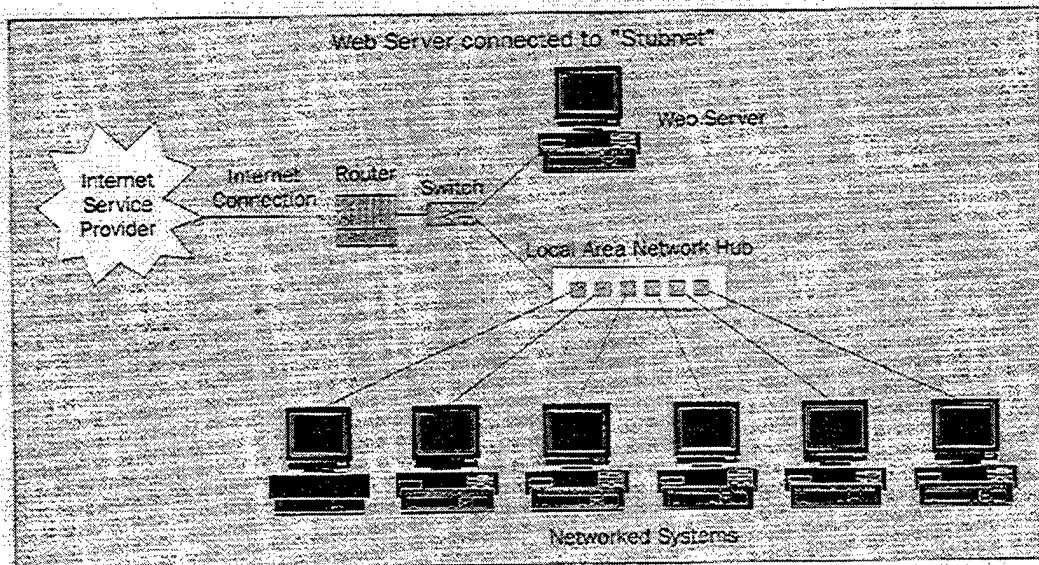 Web Server connected to "Stubnet"
Web Server
Internet
Service
Provider
Internet
Connection
Router
Switch
Local Area Network Hub
Networked Systems